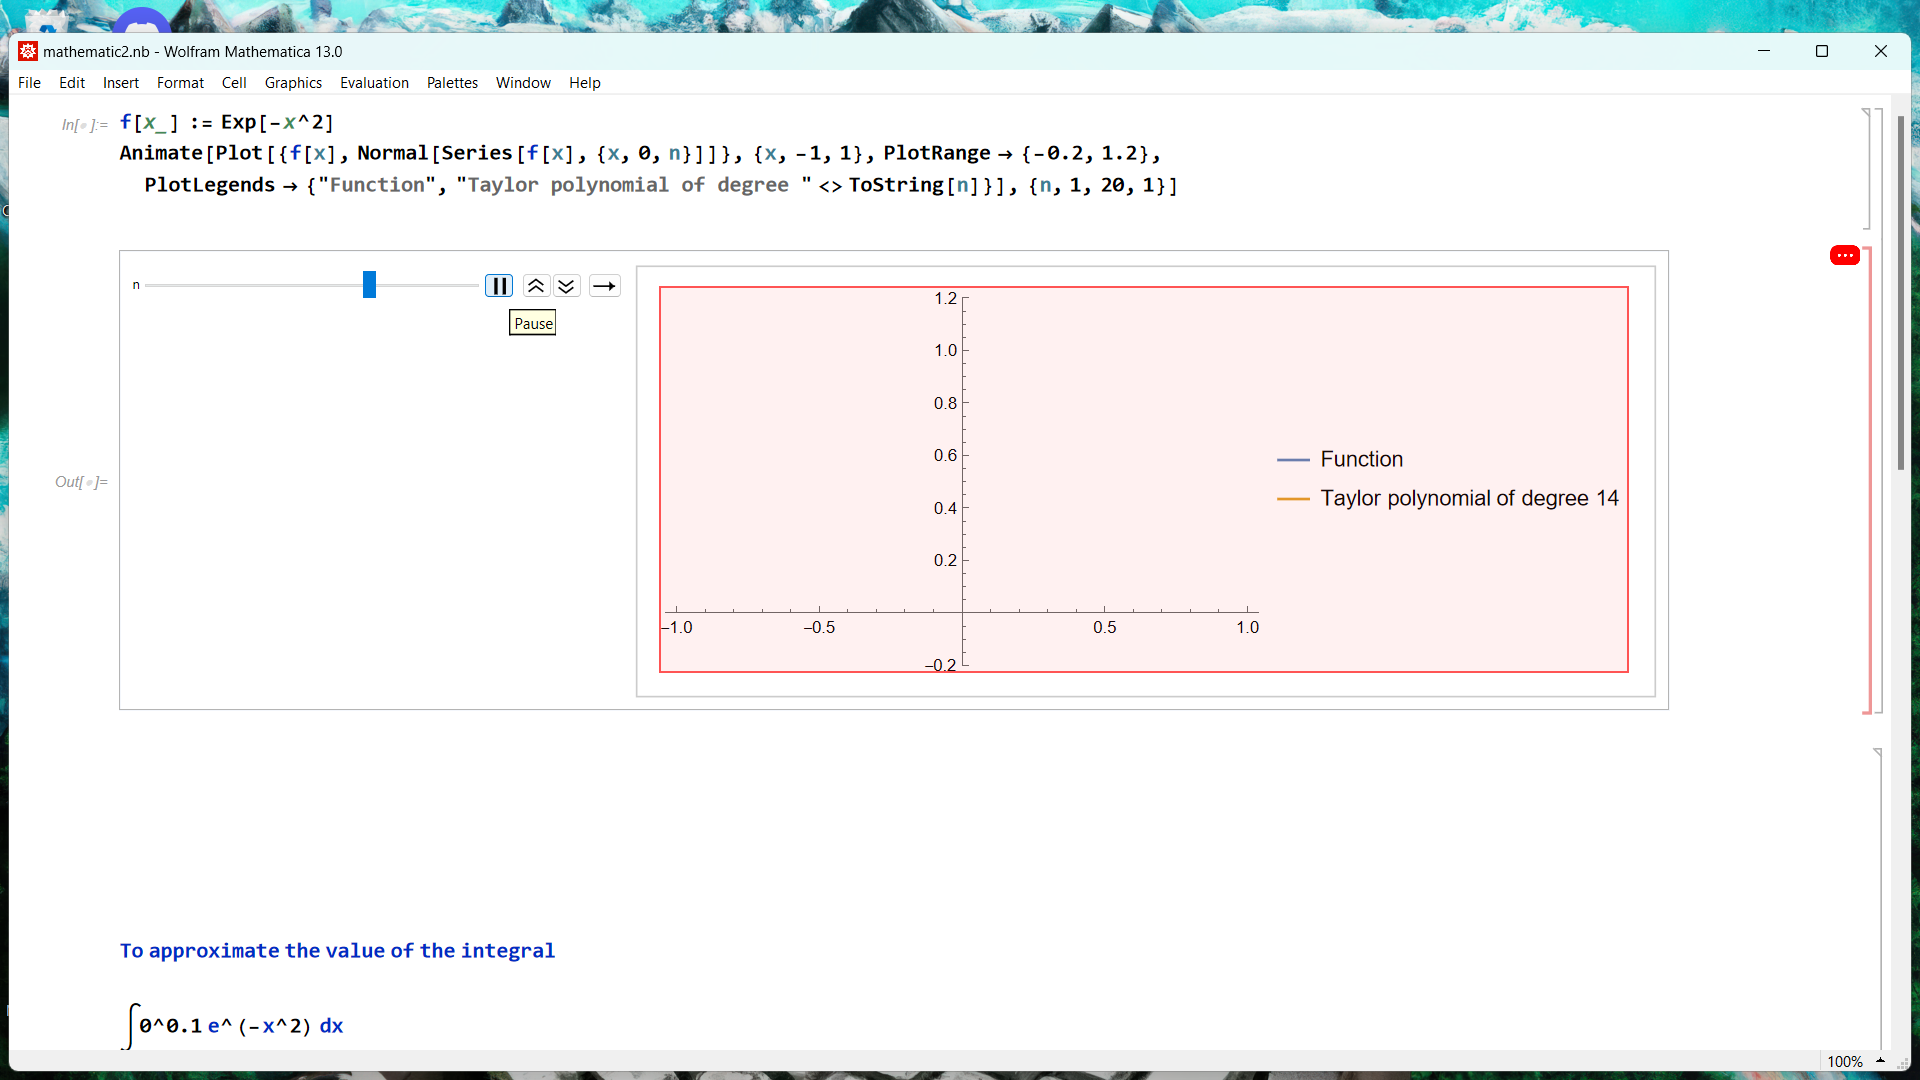 mathematic2.nb - Wolfram Mathematica 13.0
File Edit Insert Format Cell Graphics Evaluation Palettes Window Help
In[ ]:= f[x_] := Exp[-x^2]
Animate[Plot[{f[x], Normal[Series[f[x], {x, 0, n}]]}, {x, -1, 1}, PlotRange → {-0.2, 1.2},
PlotLegends → {"Function", "Taylor polynomial of degree " <> ToString[n]}], {n, 1, 20, 1}]
n
Pause
Out[ ]=
1.2
1.0
0.8
0.6
0.4
0.2
-1.0 -0.5 0.5 1.0
-0.2
Function
Taylor polynomial of degree 14
To approximate the value of the integral
∫0^0.1 e^ (-x^2) dx
100%